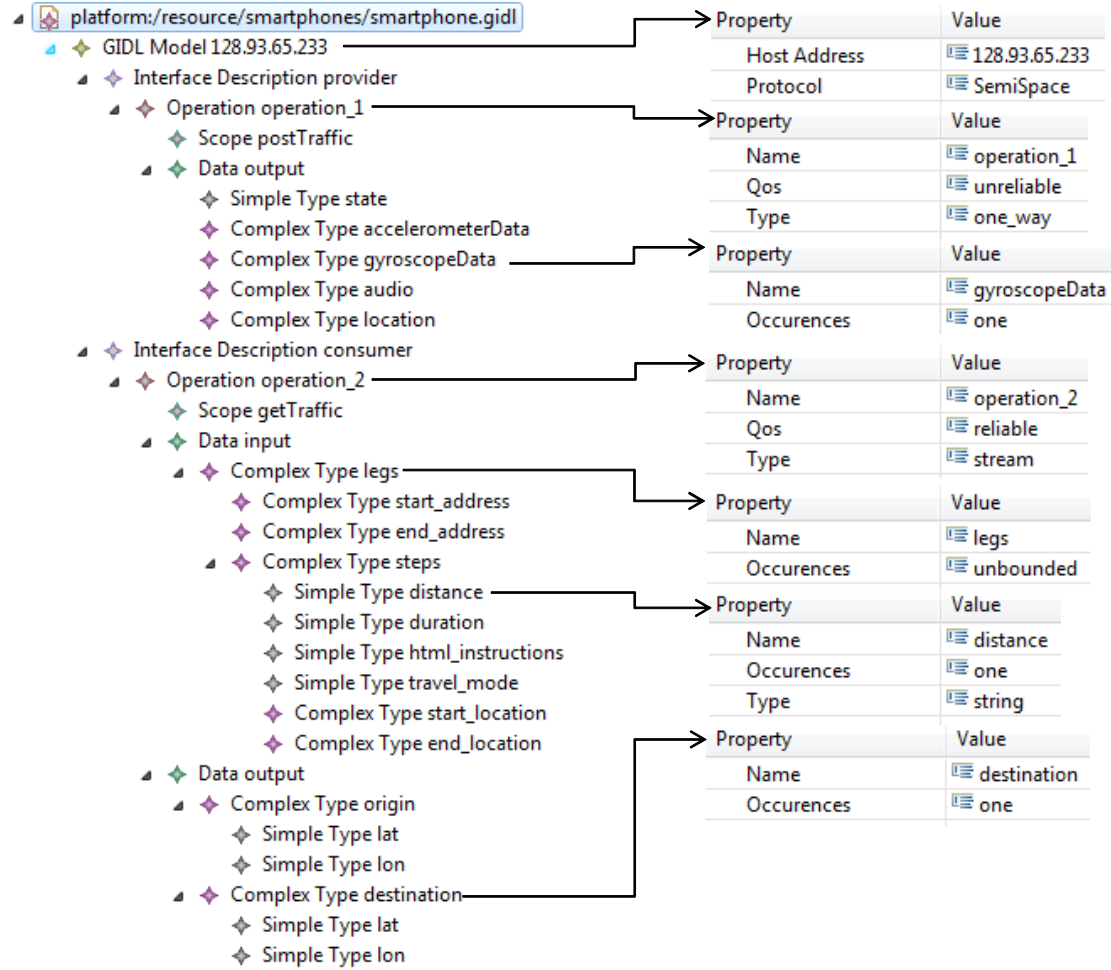 platform:/resource/smartphones/smartphone.gidl
GIDL Model 128.93.65.233
Interface Description provider
Operation operation_1
Scope postTraffic
Data output
Simple Type state
Complex Type accelerometerData
Complex Type gyroscopeData
Complex Type audio
Complex Type location
Interface Description consumer
Operation operation_2
Scope getTraffic
Data input
Complex Type legs
Complex Type start_address
Complex Type end_address
Complex Type steps
Simple Type distance
Simple Type duration
Simple Type html_instructions
Simple Type travel_mode
Complex Type start_location
Complex Type end_location
Data output
Complex Type origin
Simple Type lat
Simple Type lon
Complex Type destination
Simple Type lat
Simple Type lon
Property Value
Host Address 128.93.65.233
Protocol SemiSpace
Property Value
Name operation_1
Qos unreliable
Type one_way
Property Value
Name gyroscopeData
Occurences one
Property Value
Name operation_2
Qos reliable
Type stream
Property Value
Name legs
Occurences unbounded
Property Value
Name distance
Occurences one
Type string
Property Value
Name destination
Occurences one